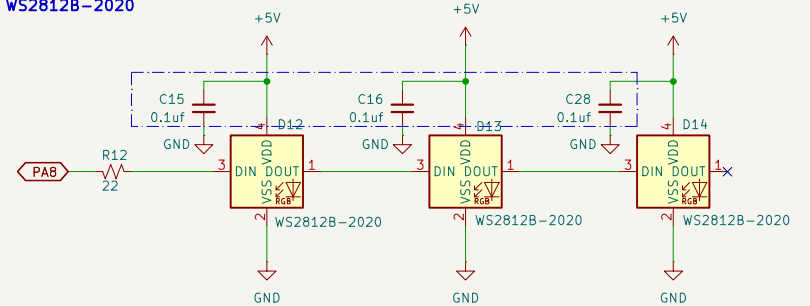 WS2812B-2020
+5V
+5V
+5V
C15
0.1uf
C16
0.1uf
C28
0.1uf
GND
GND
GND
4
D12
4
D13
4
D14
PA8
R12
22
3
DIN
VDD
DOUT
VSS
RGB
1
3
DIN
VDD
DOUT
VSS
RGB
1
3
DIN
VDD
DOUT
VSS
RGB
1
2
WS2812B-2020
2
WS2812B-2020
2
WS2812B-2020
GND
GND
GND